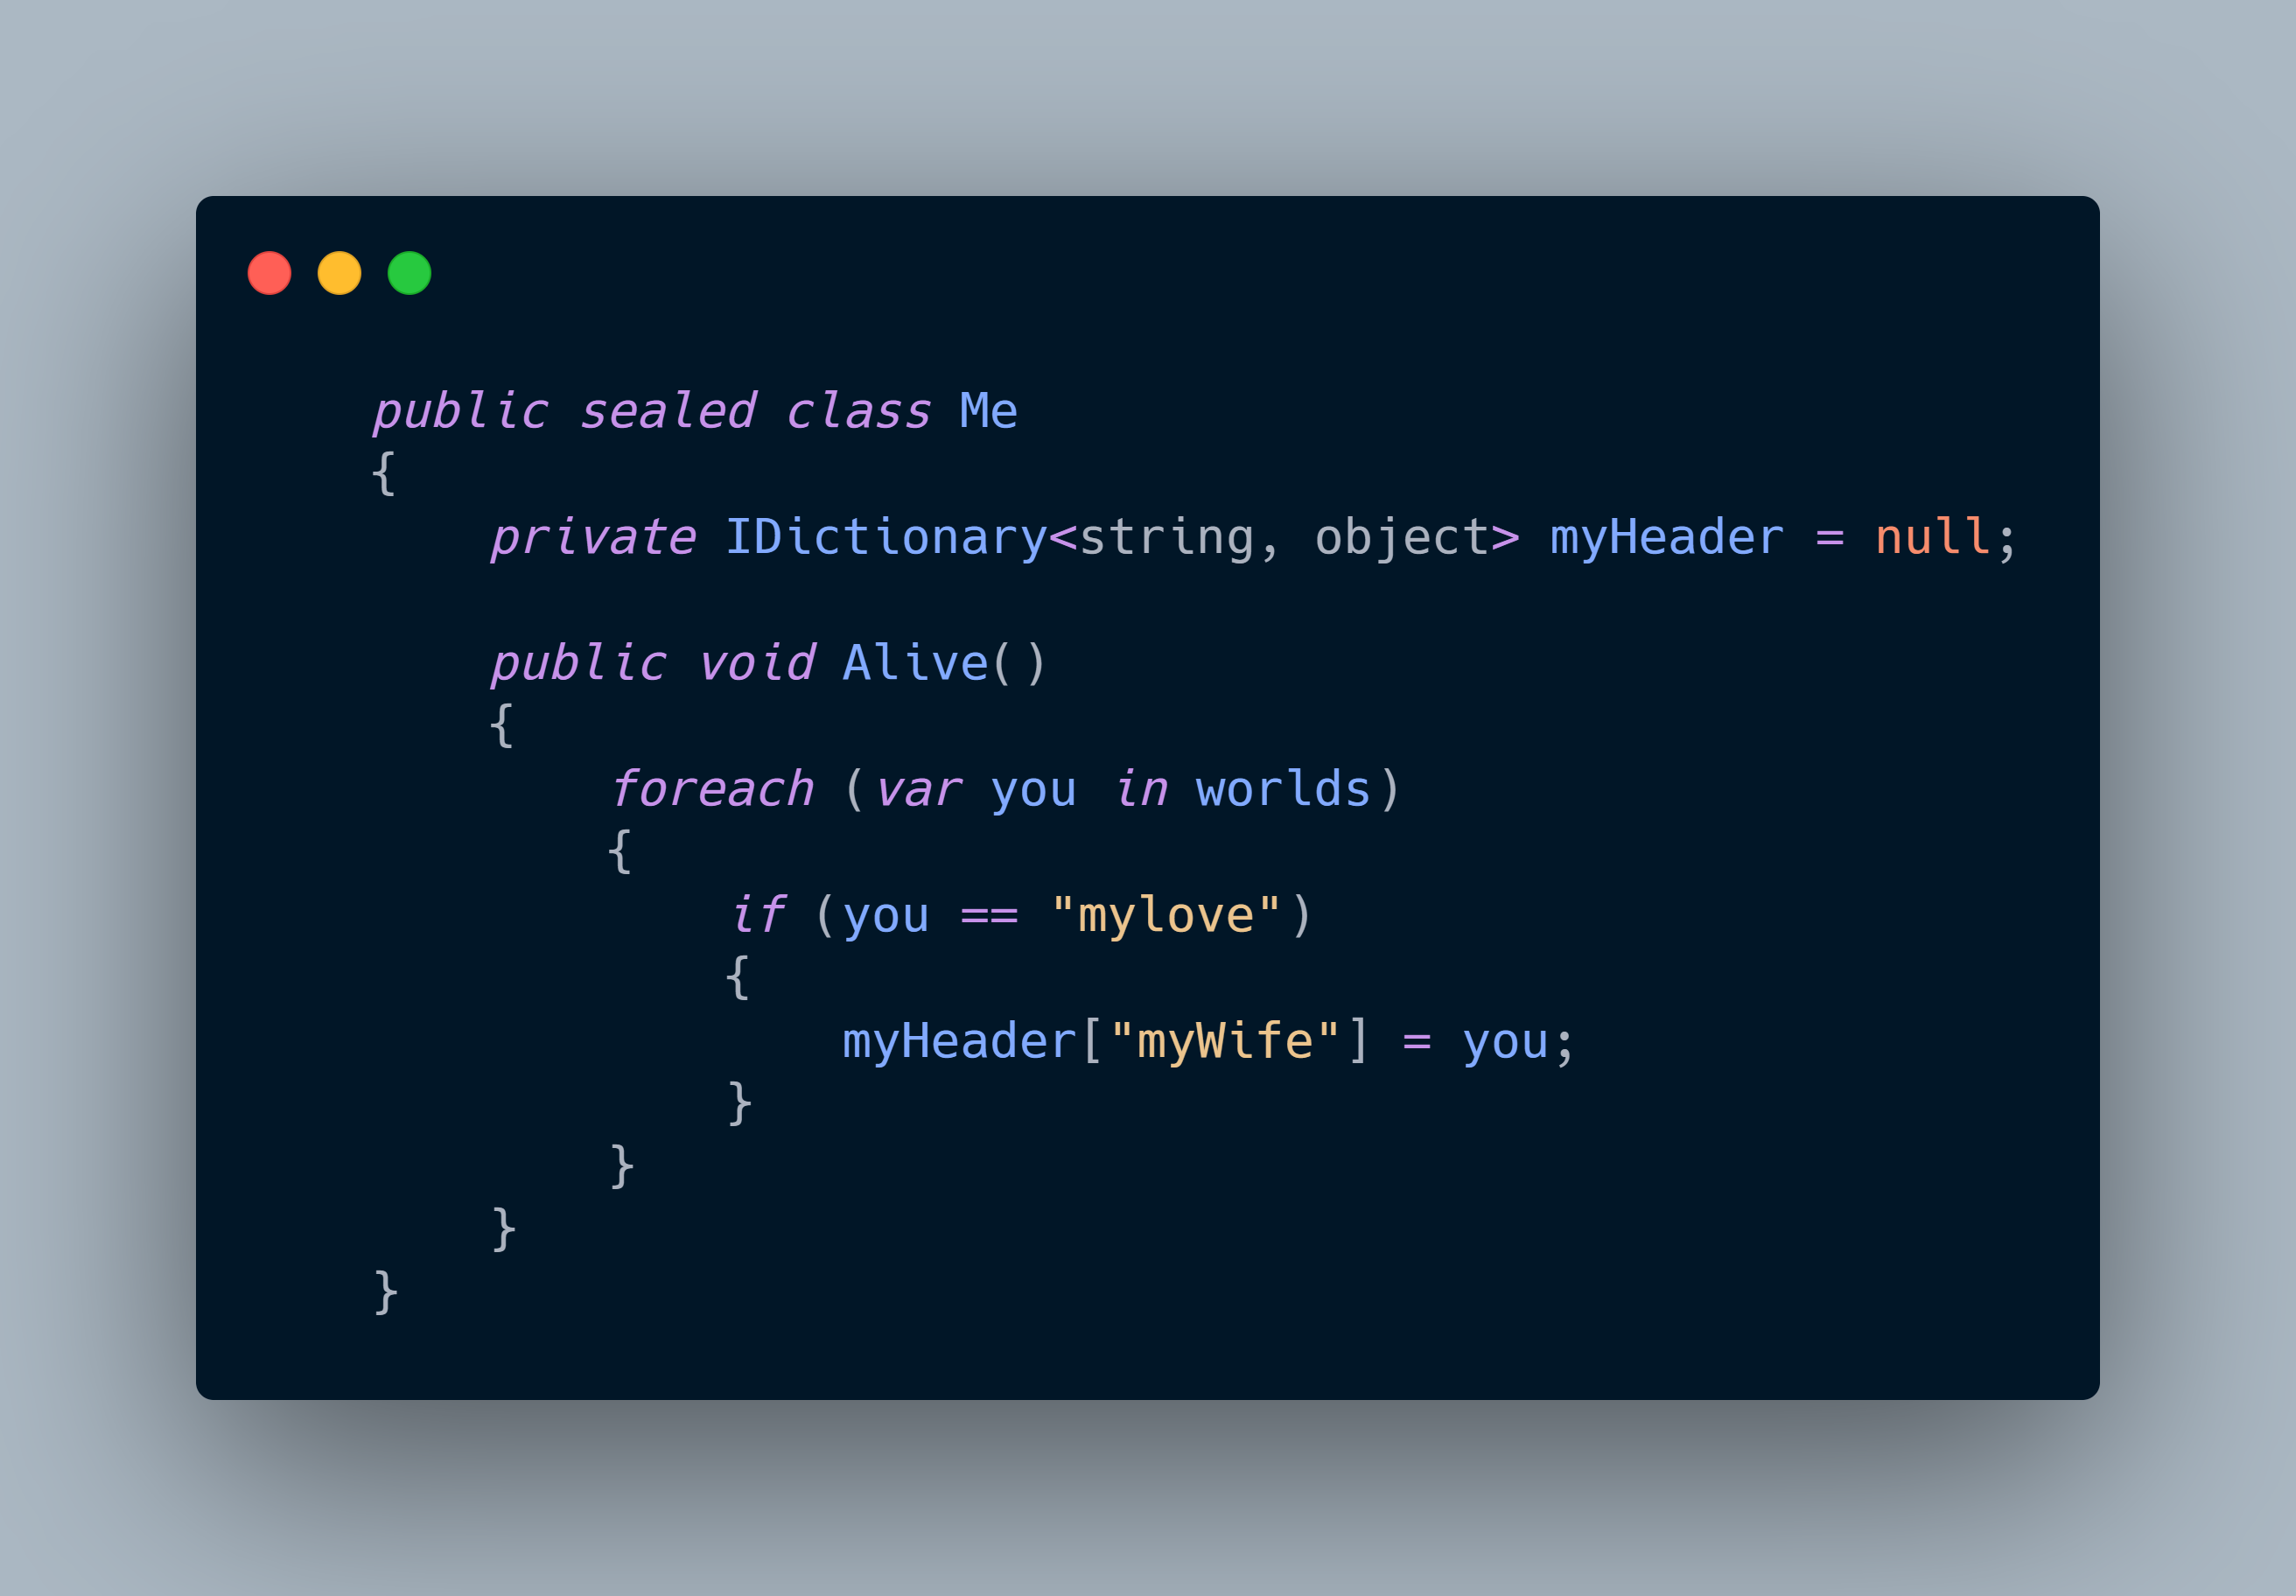 public sealed class Me
{
    private IDictionary<string, object> myHeader = null;

    public void Alive()
    {
        foreach (var you in worlds)
        {
            if (you == "mylove")
            {
                myHeader["myWife"] = you;
            }
        }
    }
}